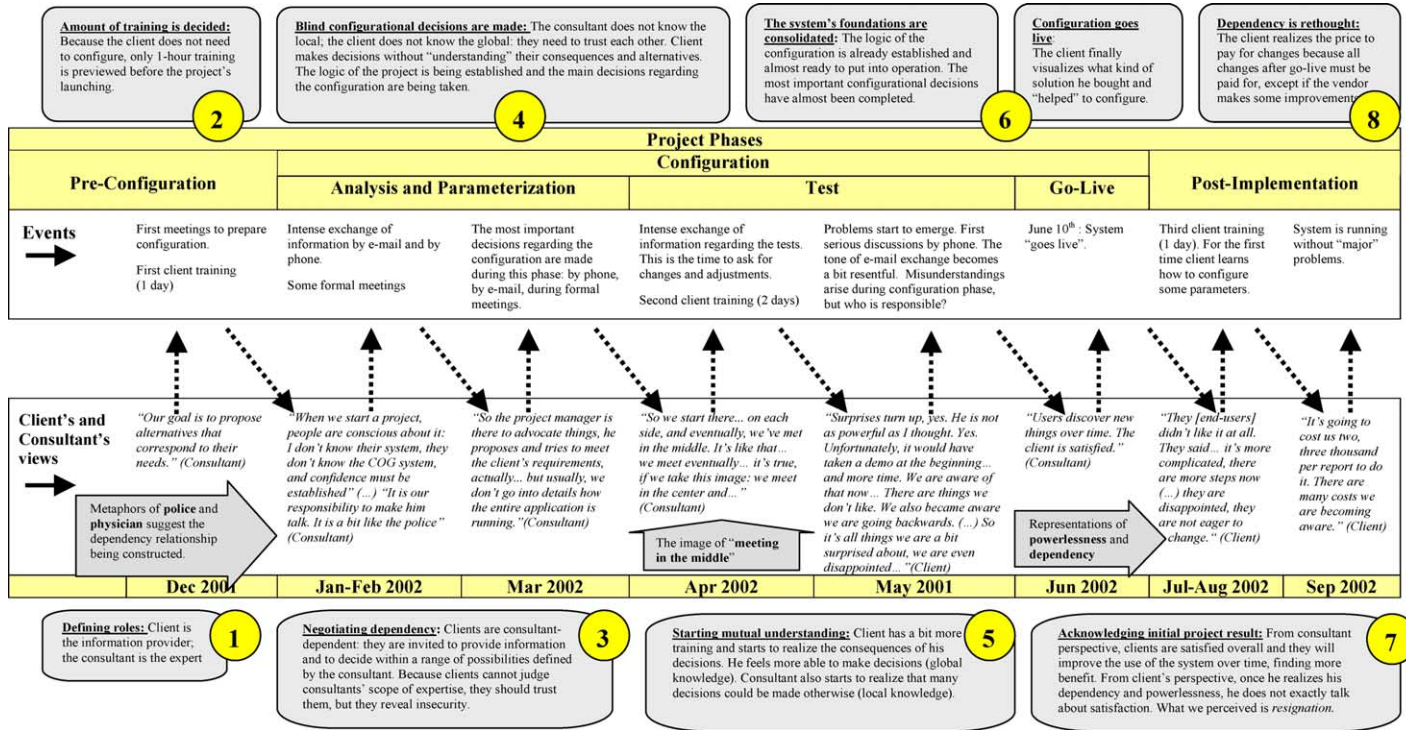 Amount of training is decided:
Because the client does not need
to configure, only 1-hour training
is previewed before the project's
launching.
2
Blind configurational decisions are made: The consultant does not know the
local; the client does not know the global: they need to trust each other. Client
makes decisions without "understanding" their consequences and alternatives.
The logic of the project is being established and the main decisions regarding
the configuration are being taken.
4
The system's foundations are
consolidated: The logic of the
configuration is already established and
almost ready to put into operation. The
most important configurational decisions
have almost been completed.
6
Configuration goes
live:
The client finally
visualizes what kind of
solution he bought and
"helped" to configure.
Dependency is rethought:
The client realizes the price to
pay for changes because all
changes after go-live must be
paid for, except if the vendor
makes some improvements
8
Project Phases
Pre-Configuration
Configuration
Analysis and Parameterization
Test
Go-Live
Post-Implementation
Events
First meetings to prepare
configuration.
First client training
(1 day)
Intense exchange of
information by e-mail and by
phone.
Some formal meetings
The most important
decisions regarding the
configuration are made
during this phase: by phone,
by e-mail, during formal
meetings.
Intense exchange of
information regarding the tests.
This is the time to ask for
changes and adjustments.
Second client training (2 days)
Problems start to emerge. First
serious discussions by phone. The
tone of e-mail exchange becomes
a bit resentful. Misunderstandings
arise during configuration phase,
but who is responsible?
June 10th : System
"goes live".
Third client training
(1 day). For the first
time client learns
how to configure
some parameters.
System is running
without "major"
problems.
Client's and
Consultant's
views
"Our goal is to propose
alternatives that
correspond to their
needs." (Consultant)
Metaphors of police and
physician suggest the
dependency relationship
being constructed.
"When we start a project,
people are conscious about it:
I don't know their system, they
don't know the COG system,
and confidence must be
established" (…) "It is our
responsibility to make him
talk. It is a bit like the police"
(Consultant)
"So the project manager is
there to advocate things, he
proposes and tries to meet
the client's requirements,
actually... but usually, we
don't go into details how
the entire application is
running."(Consultant)
"So we start there... on each
side, and eventually, we've met
in the middle. It's like that…
we meet eventually… it's true,
if we take this image: we meet
in the center and…"
(Consultant)
The image of "meeting
in the middle"
"Surprises turn up, yes. He is not
as powerful as I thought. Yes.
Unfortunately, it would have
taken a demo at the beginning…
and more time. We are aware of
that now… There are things we
don't like. We also became aware
we are going backwards. (…) So
it's all things we are a bit
surprised about, we are even
disappointed…"(Client)
"Users discover new
things over time. The
client is satisfied."
(Consultant)
Representations of
powerlessness and
dependency
"They [end-users]
didn't like it at all.
They said… it's more
complicated, there
are more steps now
(…) they are
disappointed, they
are not eager to
change." (Client)
"It's going to
cost us two,
three thousand
per report to do
it. There are
many costs we
are becoming
aware." (Client)
Dec 2001
Jan-Feb 2002
Mar 2002
Apr 2002
May 2001
Jun 2002
Jul-Aug 2002
Sep 2002
Defining roles: Client is
the information provider;
the consultant is the expert
1
Negotiating dependency: Clients are consultant-
dependent: they are invited to provide information
and to decide within a range of possibilities defined
by the consultant. Because clients cannot judge
consultants' scope of expertise, they should trust
them, but they reveal insecurity.
3
Starting mutual understanding: Client has a bit more
training and starts to realize the consequences of his
decisions. He feels more able to make decisions (global
knowledge). Consultant also starts to realize that many
decisions could be made otherwise (local knowledge).
5
Acknowledging initial project result: From consultant
perspective, clients are satisfied overall and they will
improve the use of the system over time, finding more
benefit. From client's perspective, once he realizes his
dependency and powerlessness, he does not exactly talk
about satisfaction. What we perceived is resignation.
7